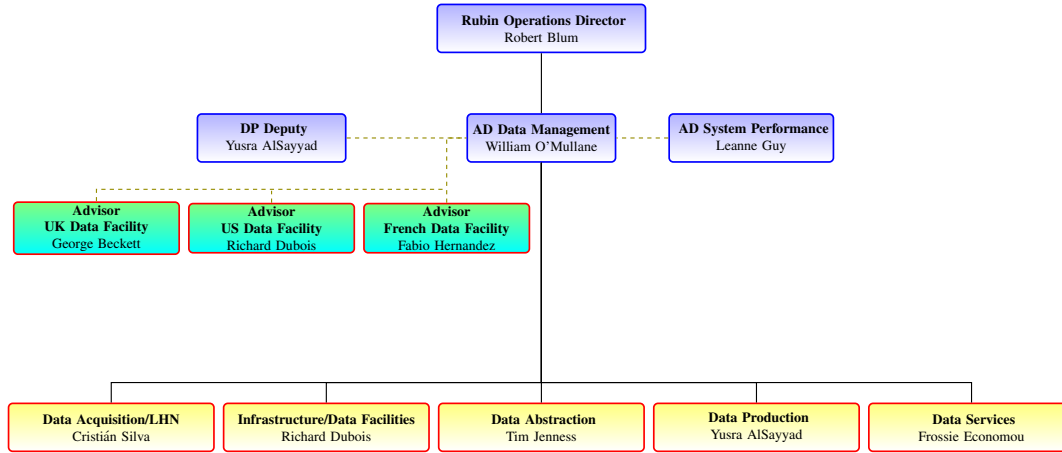 Rubin Operations Director
Robert Blum
DP Deputy
Yusra AlSayyad
AD Data Management
William O'Mullane
AD System Performance
Leanne Guy
Advisor
UK Data Facility
George Beckett
Advisor
US Data Facility
Richard Dubois
Advisor
French Data Facility
Fabio Hernandez
Data Acquisition/LHN
Cristián Silva
Infrastructure/Data Facilities
Richard Dubois
Data Abstraction
Tim Jenness
Data Production
Yusra AlSayyad
Data Services
Frossie Economou